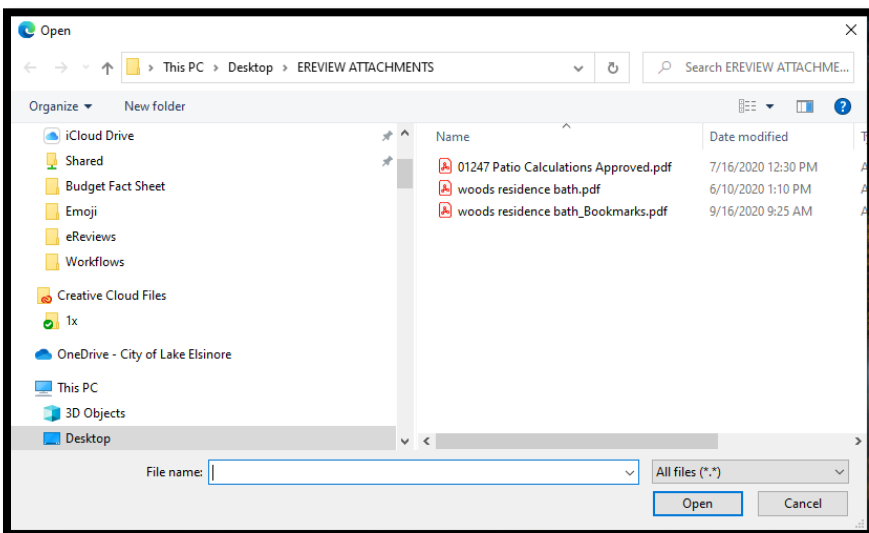 Open
This PC > Desktop > EREVIEW ATTACHMENTS
Search EREVIEW ATTACHME...
Organize New folder
iCloud Drive
Shared
Budget Fact Sheet
Emoji
eReviews
Workflows
Creative Cloud Files
1x
OneDrive - City of Lake Elsinore
This PC
3D Objects
Desktop
Name Date modified
01247 Patio Calculations Approved.pdf 7/16/2020 12:30 PM
woods residence bath.pdf 6/10/2020 1:10 PM
woods residence bath_Bookmarks.pdf 9/16/2020 9:25 AM
File name: All files (*.*)
Open Cancel